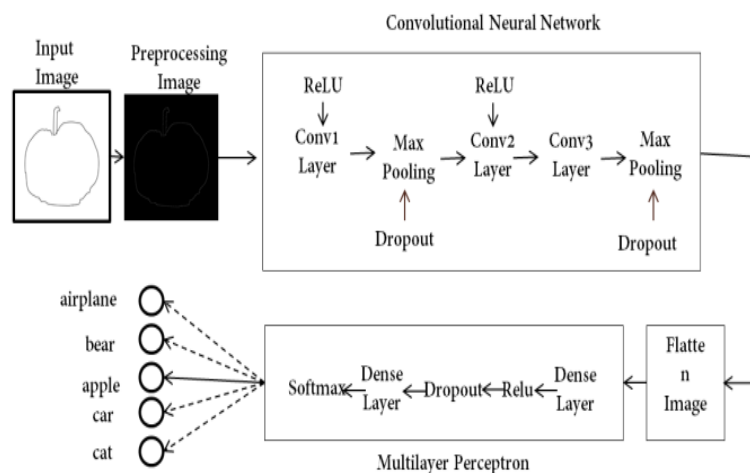 Convolutional Neural Network
Input
Image
Preprocessing
Image
ReLU
Conv1
Layer
Max
Pooling
Dropout
ReLU
Conv2
Layer
Conv3
Layer
Max
Pooling
Dropout
Flatte
n
Image
Dense
Layer
Relu
Dropout
Dense
Layer
Softmax
Multilayer Perceptron
airplane
bear
apple
car
cat